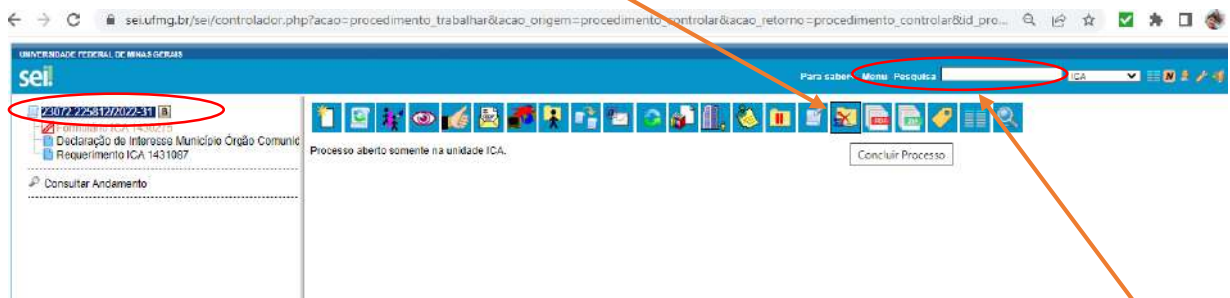 sei.ufmg.br/sei/controlador.php?acao=procedimento_trabalhar&acao_origem=procedimento_controlar&acao_retorno=procedimento_controlar&id_pro...
UNIVERSIDADE FEDERAL DE MINAS GERAIS
sei!
Para saber Menu Pesquisa ICA
23072.225812/2022-31
Formulário ICA 1430275
Declaração de Interesse Município Órgão Comunid
Requerimento ICA 1431087
Consultar Andamento
Processo aberto somente na unidade ICA.
Concluir Processo